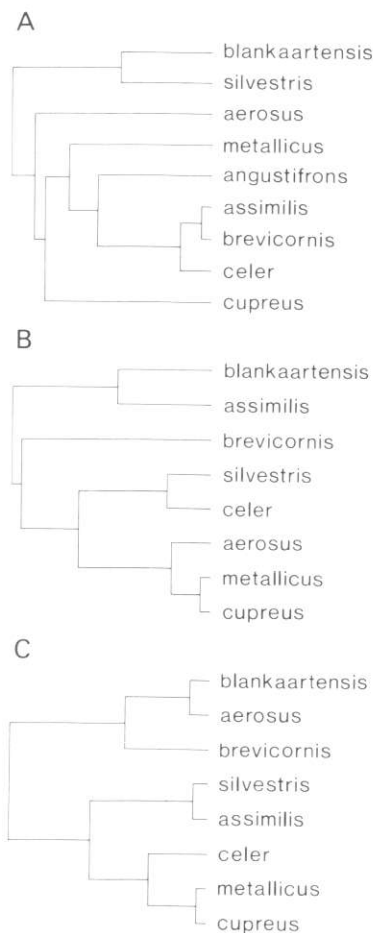 A
blankaartensis
silvestris
aerosus
metallicus
angustifrons
assimilis
brevicornis
celer
cupreus
B
blankaartensis
assimilis
brevicornis
silvestris
celer
aerosus
metallicus
cupreus
C
blankaartensis
aerosus
brevicornis
silvestris
assimilis
celer
metallicus
cupreus